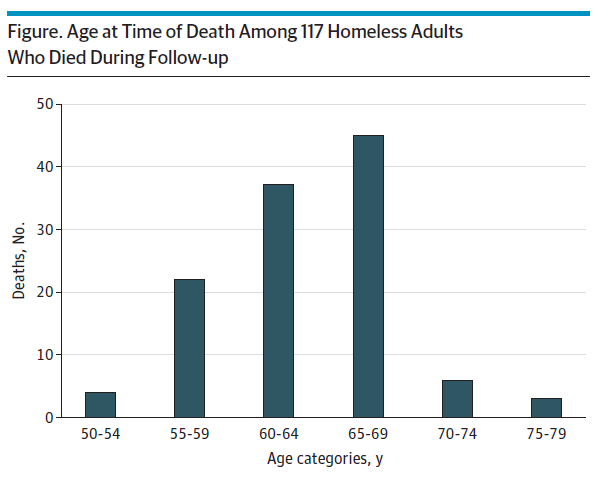 Figure. Age at Time of Death Among 117 Homeless Adults
Who Died During Follow-up
50
40
30
20
10
0
Deaths, No.
50-54 55-59 60-64 65-69 70-74 75-79
Age categories, y